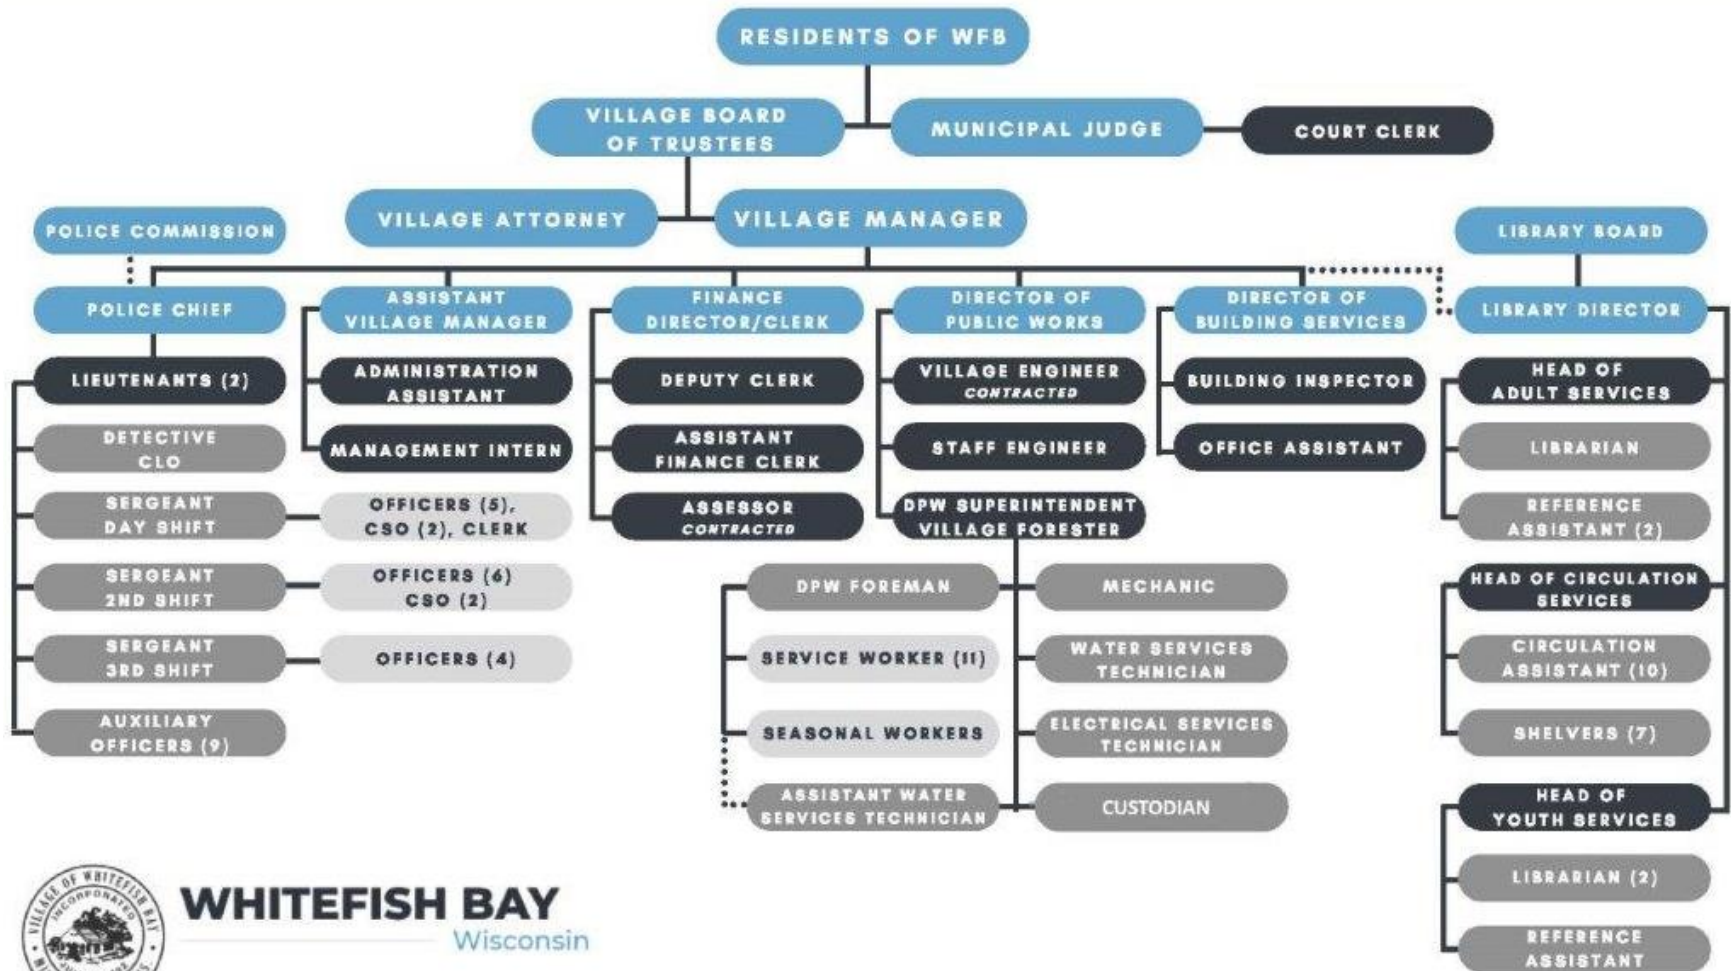 RESIDENTS OF WFB
VILLAGE BOARD
OF TRUSTEES
MUNICIPAL JUDGE
COURT CLERK
VILLAGE ATTORNEY
VILLAGE MANAGER
POLICE COMMISSION
LIBRARY BOARD
POLICE CHIEF
ASSISTANT
VILLAGE MANAGER
FINANCE
DIRECTOR/CLERK
DIRECTOR OF
PUBLIC WORKS
DIRECTOR OF
BUILDING SERVICES
LIBRARY DIRECTOR
LIEUTENANTS (2)
DETECTIVE
CLO
SERGEANT
DAY SHIFT
OFFICERS (5),
CSO (2), CLERK
SERGEANT
2ND SHIFT
OFFICERS (6)
CSO (2)
SERGEANT
3RD SHIFT
OFFICERS (4)
AUXILIARY
OFFICERS (9)
ADMINISTRATION
ASSISTANT
MANAGEMENT INTERN
DEPUTY CLERK
ASSISTANT
FINANCE CLERK
ASSESSOR
CONTRACTED
VILLAGE ENGINEER
CONTRACTED
STAFF ENGINEER
DPW SUPERINTENDENT
VILLAGE FORESTER
DPW FOREMAN
SERVICE WORKER (11)
SEASONAL WORKERS
ASSISTANT WATER
SERVICES TECHNICIAN
MECHANIC
WATER SERVICES
TECHNICIAN
ELECTRICAL SERVICES
TECHNICIAN
CUSTODIAN
BUILDING INSPECTOR
OFFICE ASSISTANT
HEAD OF
ADULT SERVICES
LIBRARIAN
REFERENCE
ASSISTANT (2)
HEAD OF CIRCULATION
SERVICES
CIRCULATION
ASSISTANT (10)
SHELVERS (7)
HEAD OF
YOUTH SERVICES
LIBRARIAN (2)
REFERENCE
ASSISTANT
VILLAGE OF WHITEFISH BAY
INCORPORATED
WHITEFISH BAY
Wisconsin